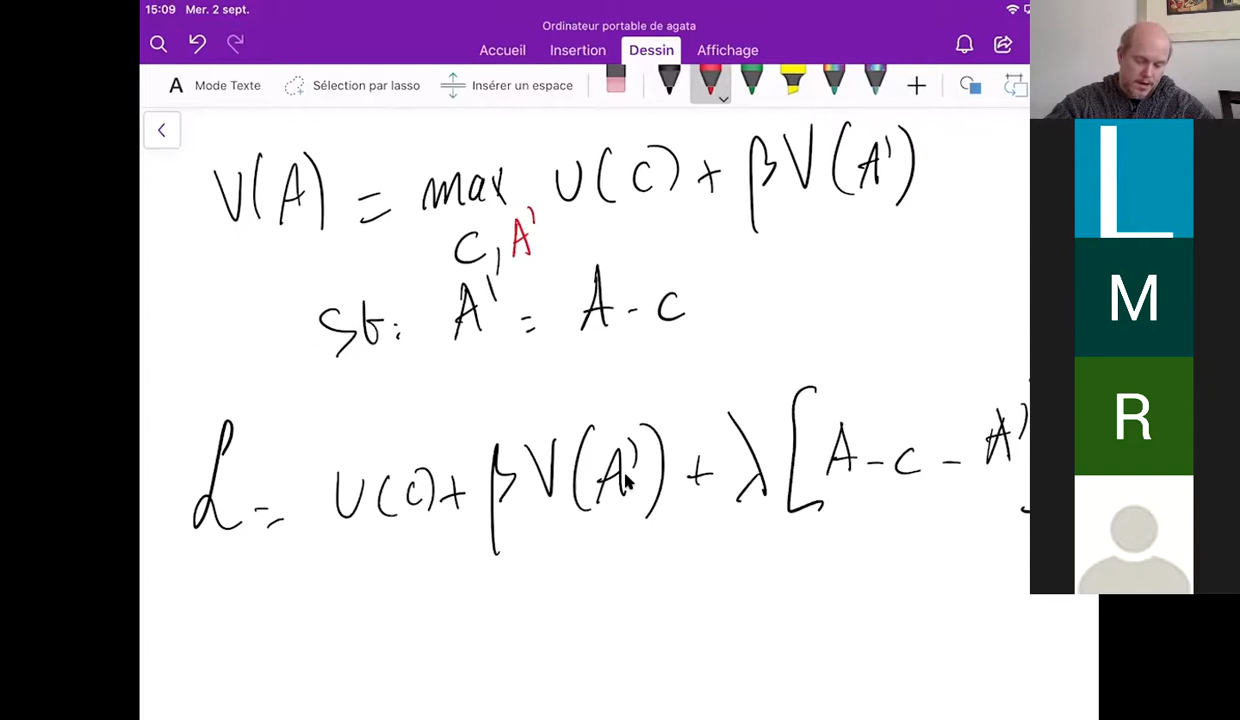 15:09 Mer. 2 sept.
Ordinateur portable de agata
Accueil Insertion Dessin Affichage
A Mode Texte Sélection par lasso Insérer un espace
V(A) = max U(C) + βV(A')
C, A'
St: A' = A - C
L = U(C) + βV(A') + λ[A - C - A'
L
M
R